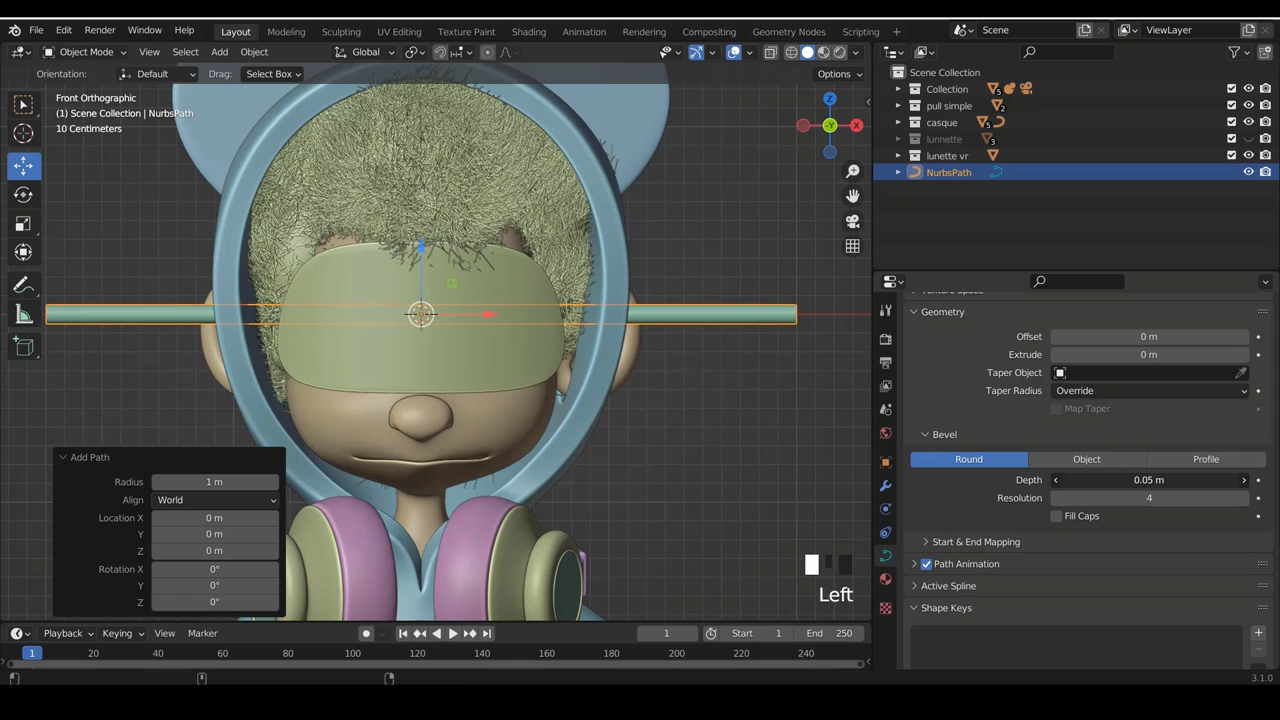 File Edit Render Window Help Layout Modeling Sculpting UV Editing Texture Paint Shading Animation Rendering Compositing Geometry Nodes Scripting Scene ViewLayer
Object Mode View Select Add Object Global
Orientation: Default Drag: Select Box Options
Front Orthographic
(1) Scene Collection | NurbsPath
10 Centimeters
Z
X
-Y
Add Path
Radius 1 m
Align World
Location X 0 m
Y 0 m
Z 0 m
Rotation X 0°
Y 0°
Z 0°
Left
Scene Collection
Collection 5
pull simple 2
casque 5
lunnette 3
lunette vr
NurbsPath
Geometry
Offset 0 m
Extrude 0 m
Taper Object
Taper Radius Override
Map Taper
Bevel
Round Object Profile
Depth 0.05 m
Resolution 4
Fill Caps
Start & End Mapping
Path Animation
Active Spline
Shape Keys
Playback Keying View Marker 1 Start 1 End 250
1 20 40 60 80 100 120 140 160 180 200 220 240
3.1.0